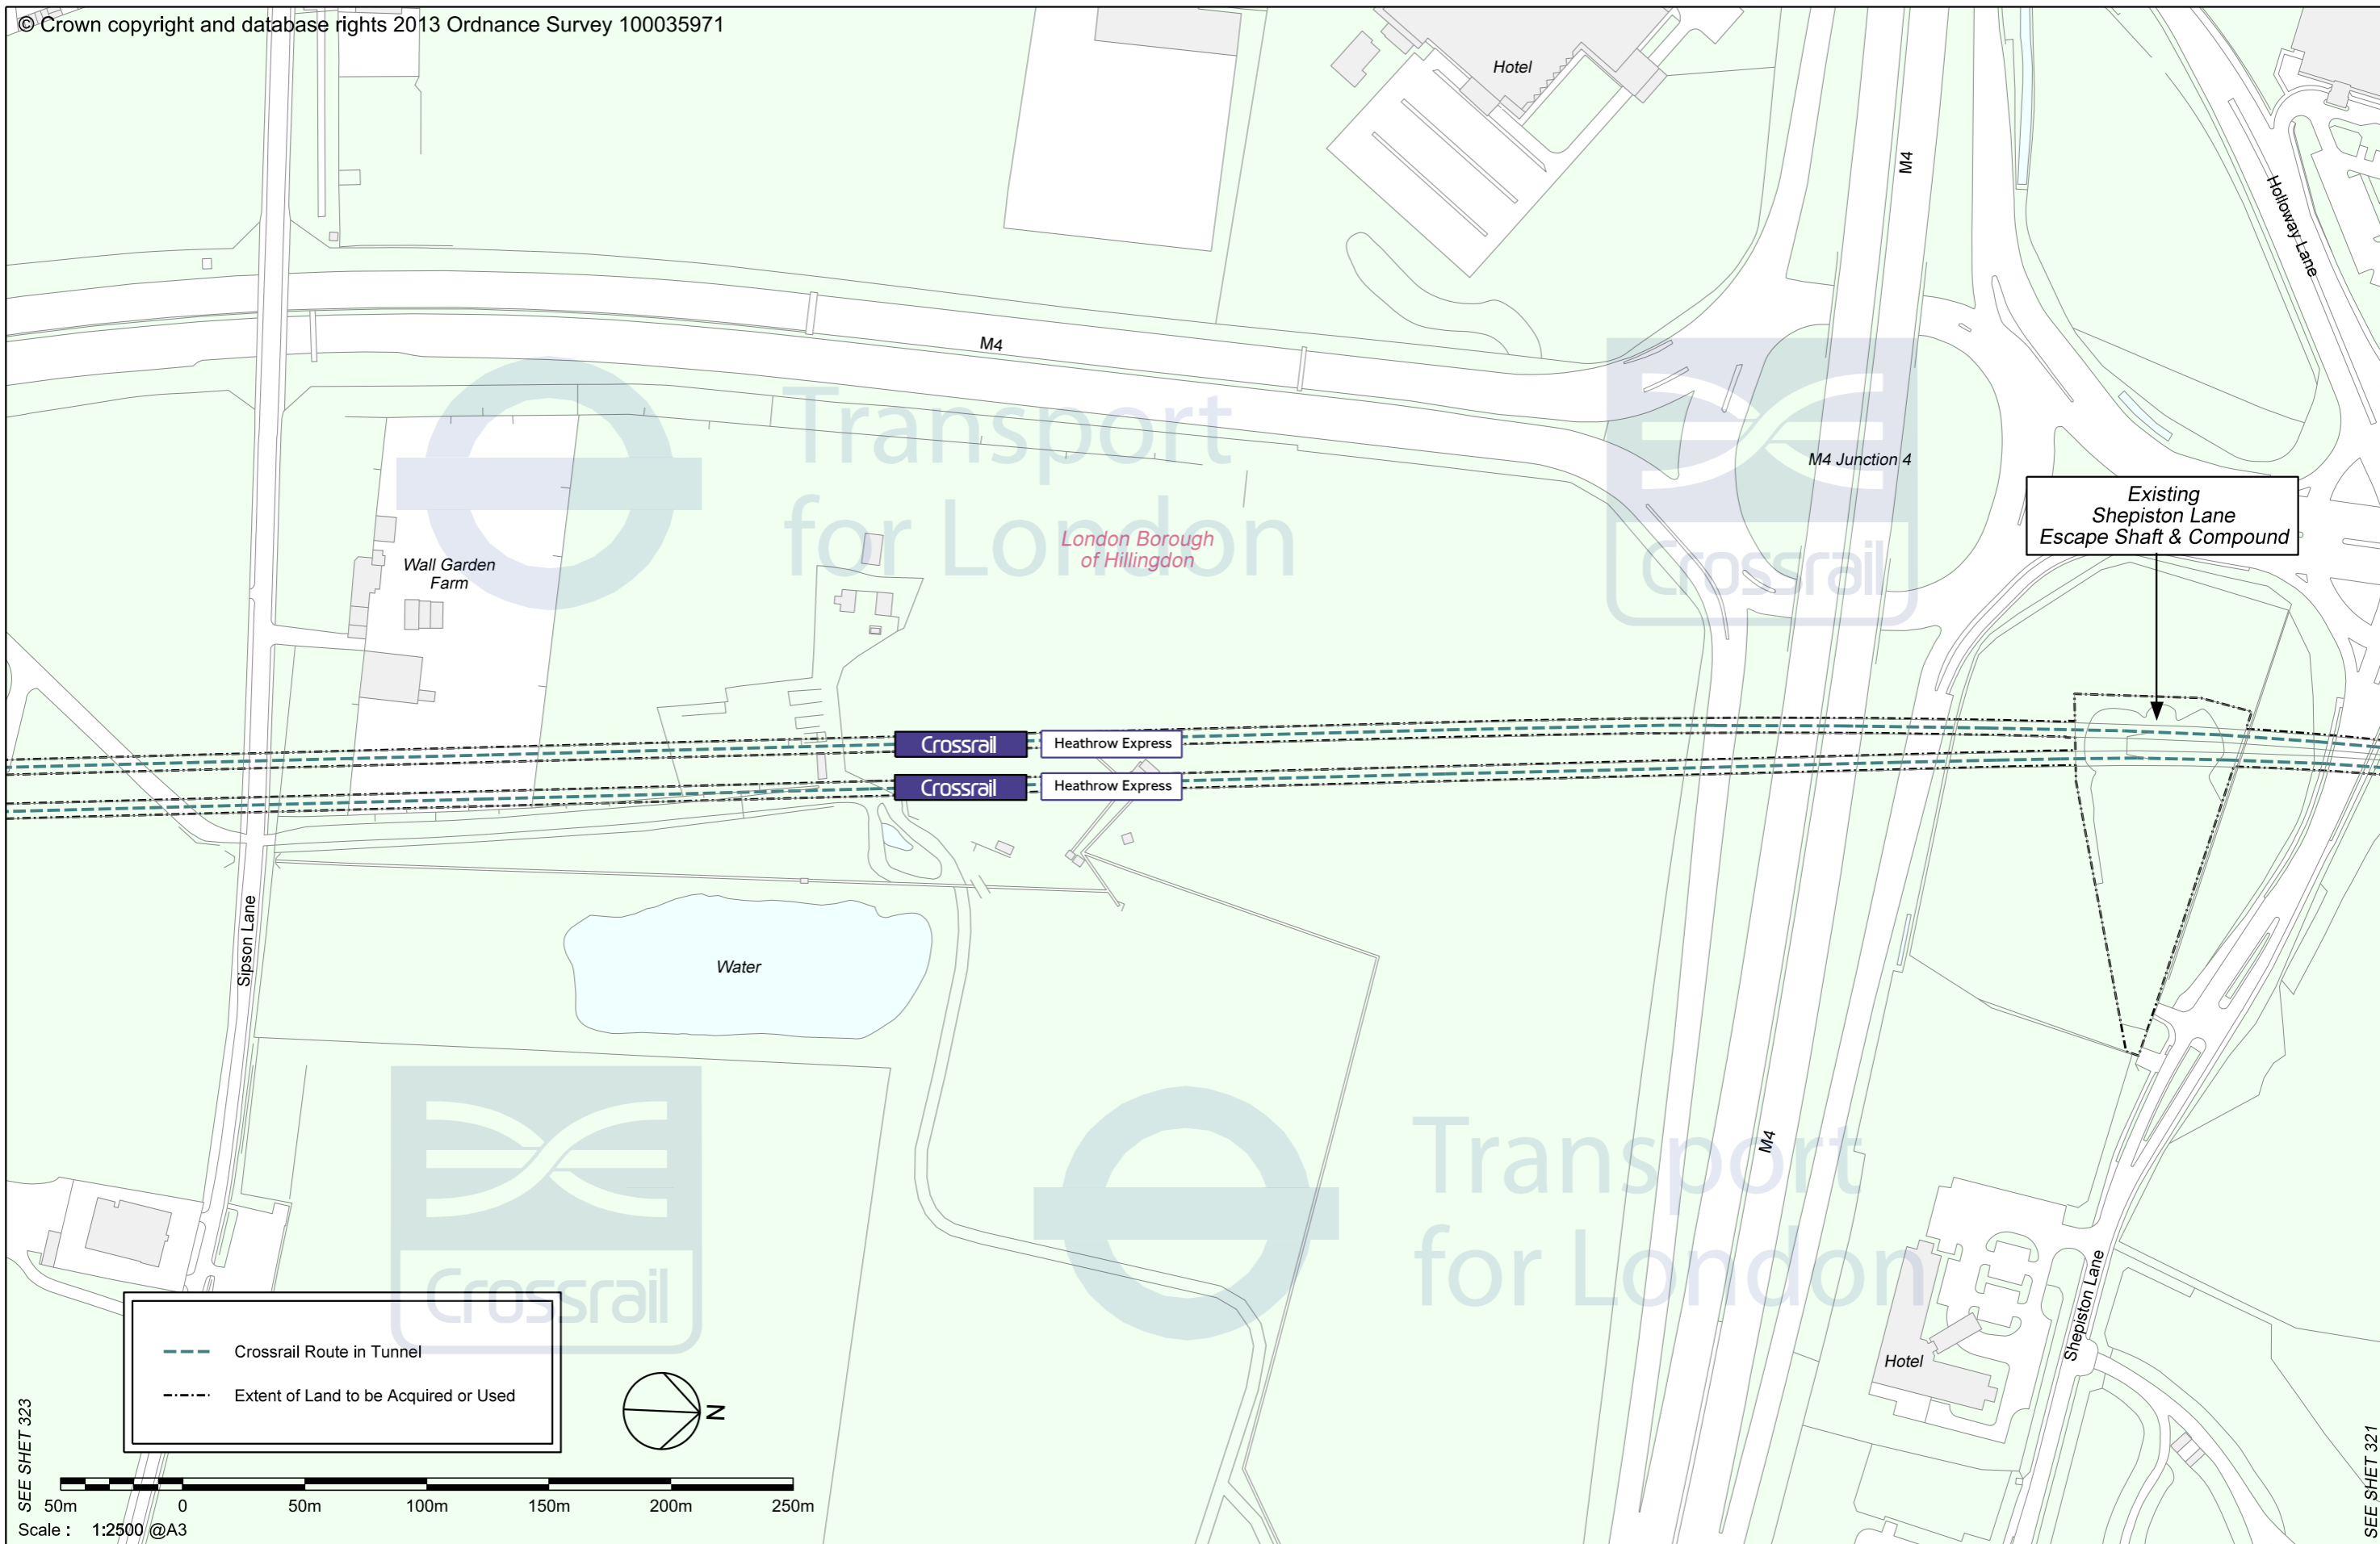 © Crown copyright and database rights 2013 Ordnance Survey 100035971
Hotel
M4
Holloway Lane
M4
Transport
for London
M4 Junction 4
Crossrail
Existing
Shepiston Lane
Escape Shaft & Compound
London Borough
of Hillingdon
Wall Garden
Farm
Crossrail
Heathrow Express
Crossrail
Heathrow Express
Sipson Lane
Water
M4
Transport
for London
Crossrail
Shepiston Lane
Hotel
Crossrail Route in Tunnel
Extent of Land to be Acquired or Used
N
SEE SHET 323
SEE SHET 321
50m 0 50m 100m 150m 200m 250m
Scale : 1:2500 @A3